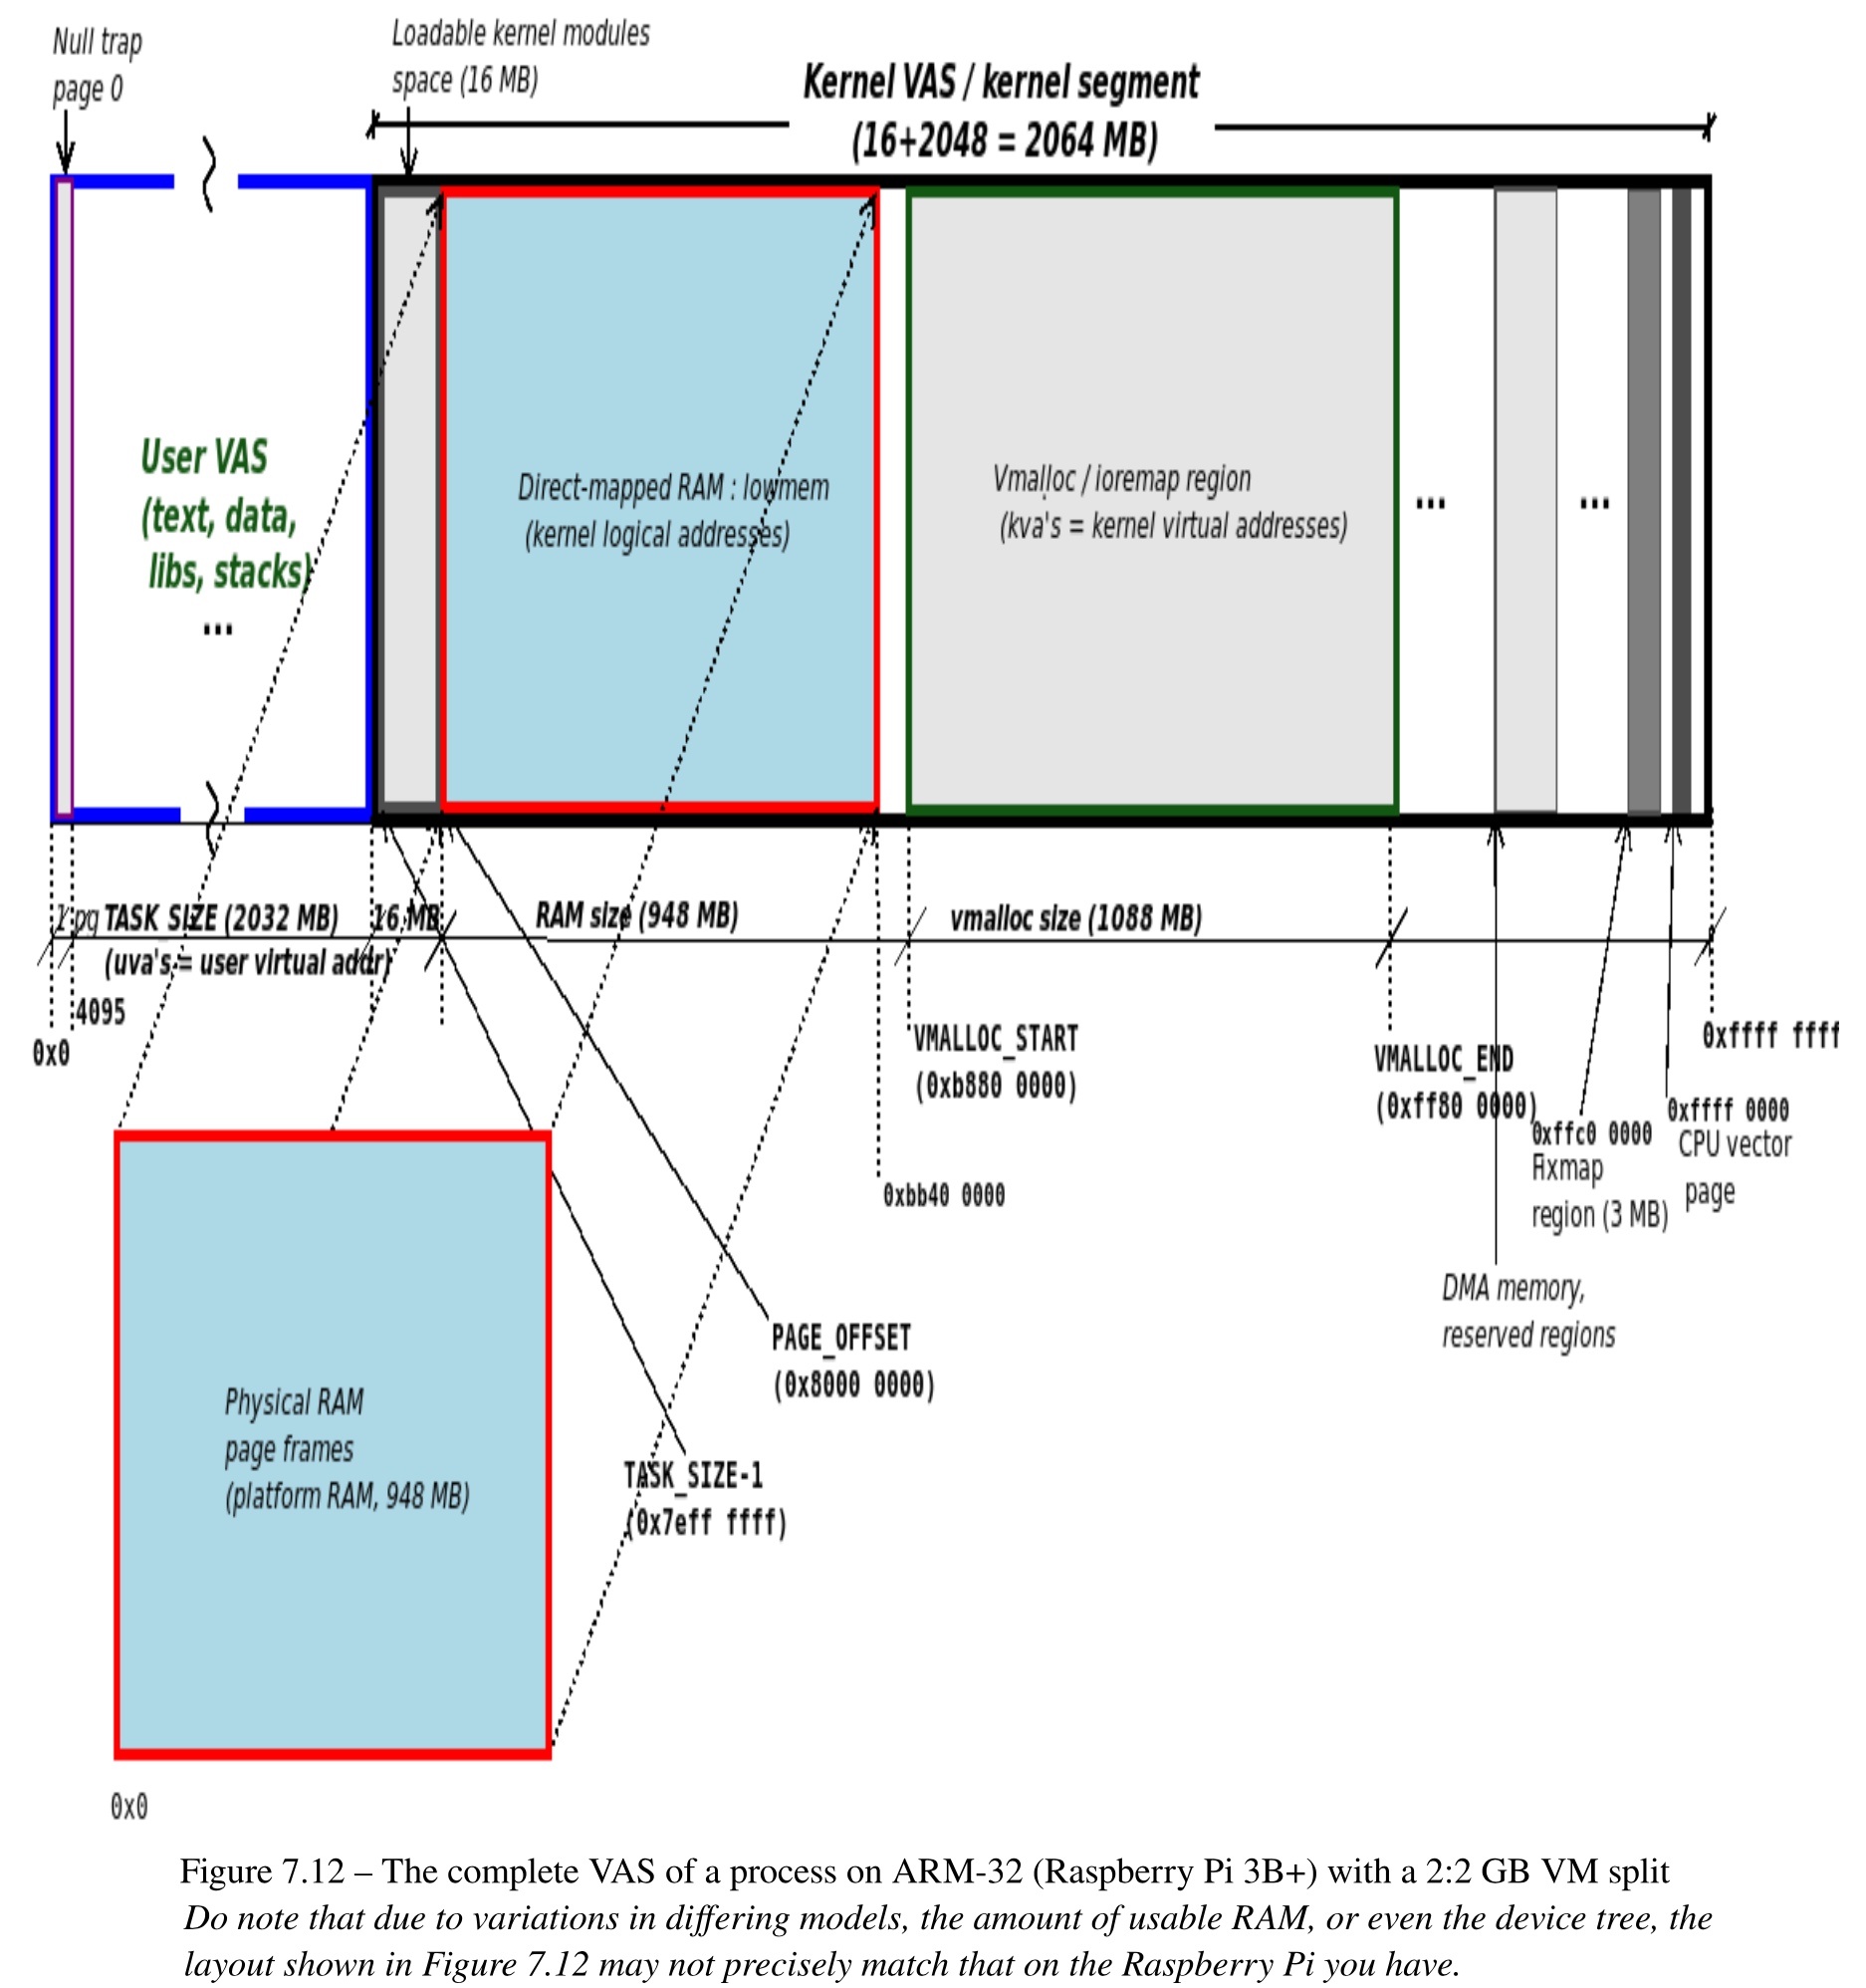 Null trap
page 0
Loadable kernel modules
space (16 MB)
Kernel VAS / kernel segment
(16+2048 = 2064 MB)
User VAS
(text, data,
libs, stacks)
...
Direct-mapped RAM : lowmem
(kernel logical addresses)
Vmalloc / ioremap region
(kva's = kernel virtual addresses)
...
...
1 pg
TASK_SIZE (2032 MB)
(uva's = user virtual addr)
16 MB
RAM size (948 MB)
vmalloc size (1088 MB)
4095
0x0
VMALLOC_START
(0xb880 0000)
VMALLOC_END
(0xff80 0000)
0xffff ffff
0xffc0 0000
Fixmap
region (3 MB)
0xffff 0000
CPU vector
page
0xbb40 0000
DMA memory,
reserved regions
PAGE_OFFSET
(0x8000 0000)
TASK_SIZE-1
(0x7eff ffff)
Physical RAM
page frames
(platform RAM, 948 MB)
0x0
Figure 7.12 – The complete VAS of a process on ARM-32 (Raspberry Pi 3B+) with a 2:2 GB VM split
Do note that due to variations in differing models, the amount of usable RAM, or even the device tree, the
layout shown in Figure 7.12 may not precisely match that on the Raspberry Pi you have.